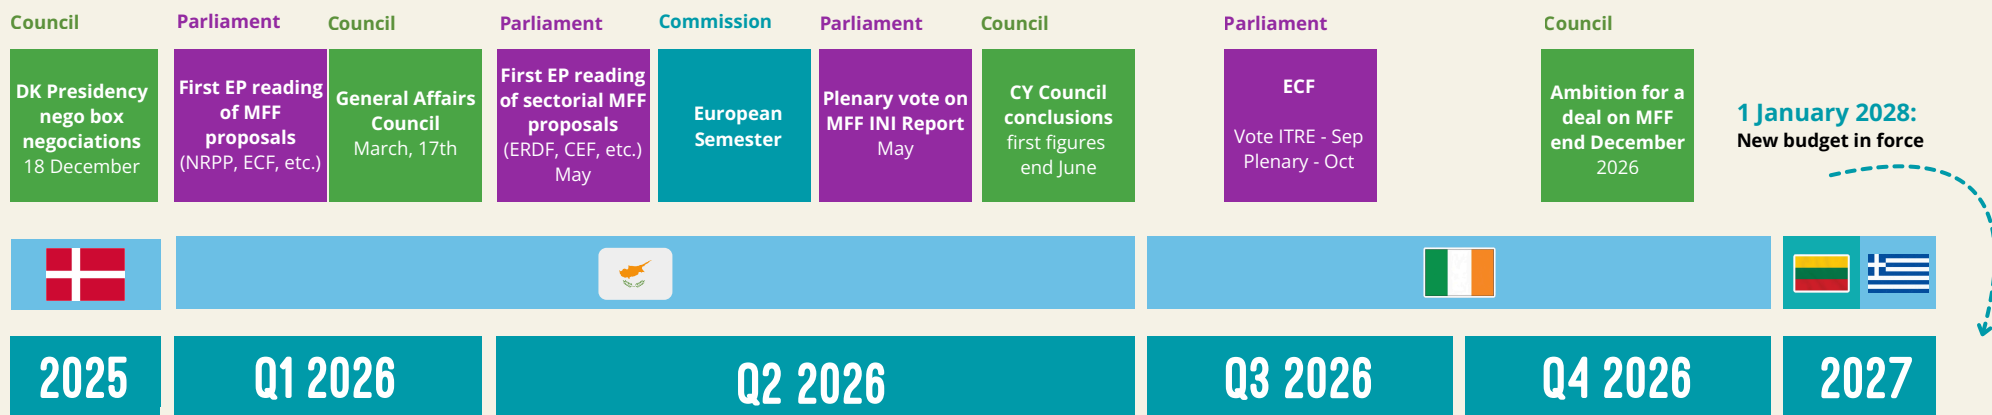 Council
DK Presidency
nego box
negociations
18 December
Parliament
First EP reading
of MFF
proposals
(NRPP, ECF, etc.)
Council
General Affairs
Council
March, 17th
Parliament
First EP reading
of sectorial MFF
proposals
(ERDF, CEF, etc.)
May
Commission
European
Semester
Parliament
Plenary vote on
MFF INI Report
May
Council
CY Council
conclusions
first figures
end June
Parliament
ECF
Vote ITRE - Sep
Plenary - Oct
Council
Ambition for a
deal on MFF
end December
2026
1 January 2028:
New budget in force
2025
Q1 2026
Q2 2026
Q3 2026
Q4 2026
2027